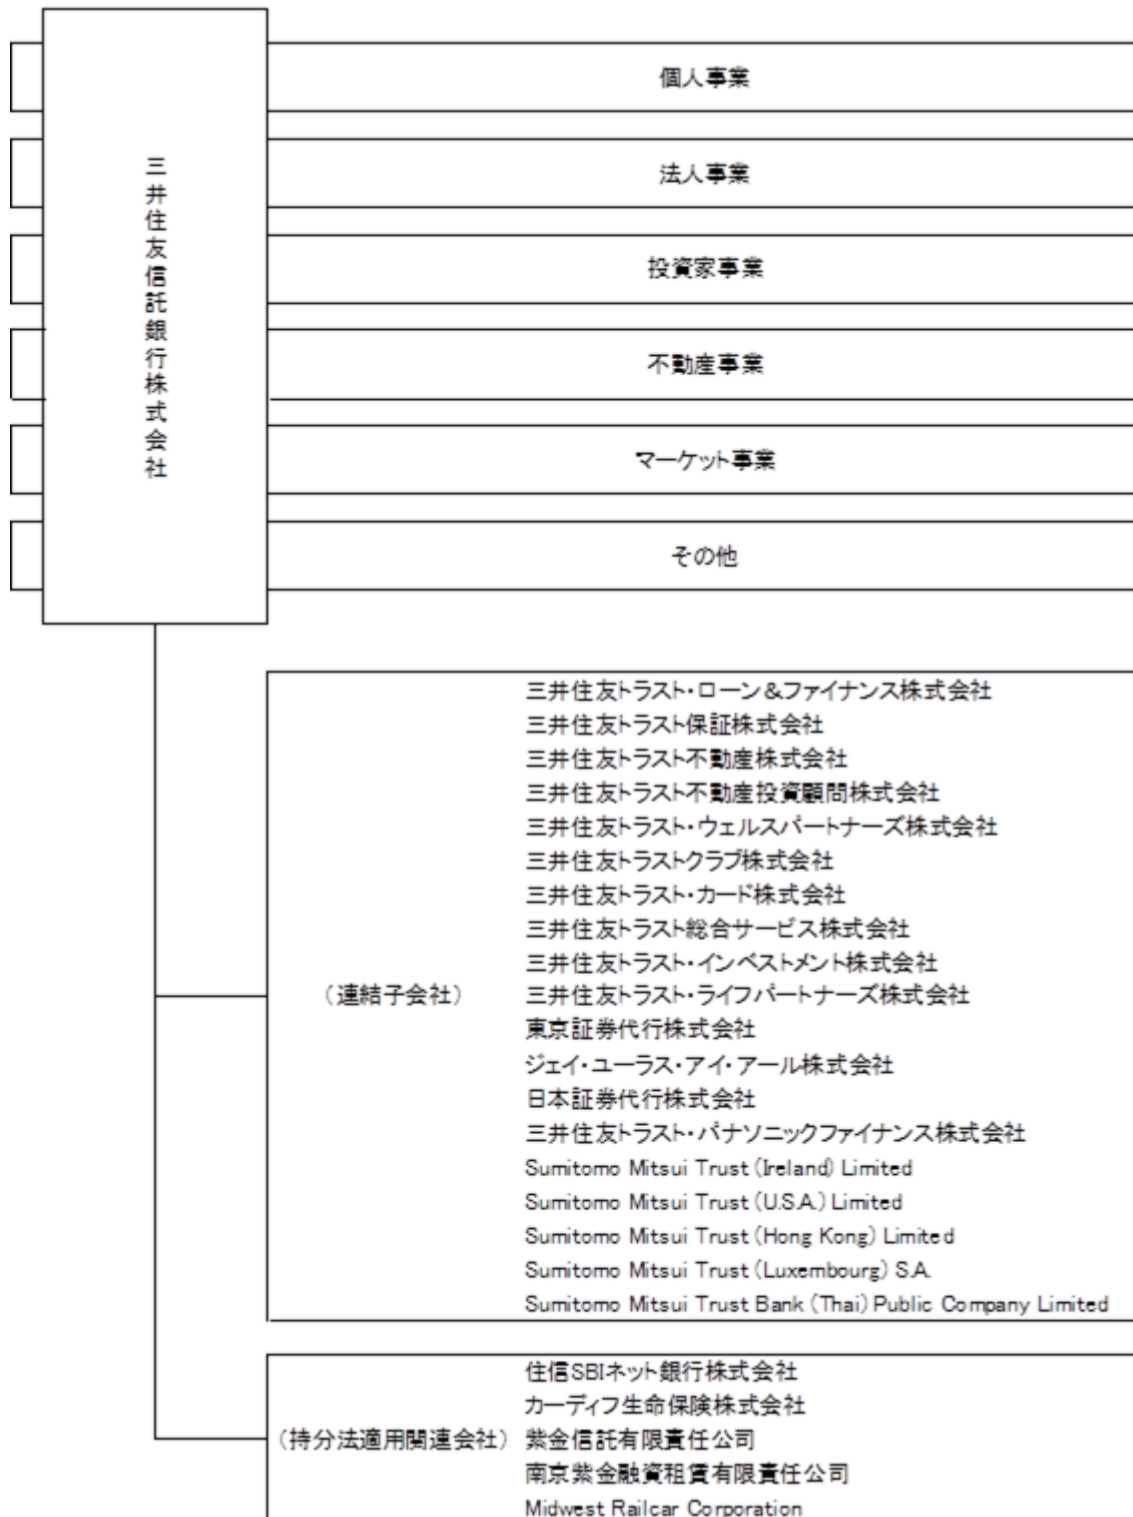 三井住友信託銀行株式会社
個人事業
法人事業
投資家事業
不動産事業
マーケット事業
その他
（連結子会社）
三井住友トラスト・ローン＆ファイナンス株式会社
三井住友トラスト保証株式会社
三井住友トラスト不動産株式会社
三井住友トラスト不動産投資顧問株式会社
三井住友トラスト・ウェルスパートナーズ株式会社
三井住友トラストクラブ株式会社
三井住友トラスト・カード株式会社
三井住友トラスト総合サービス株式会社
三井住友トラスト・インベストメント株式会社
三井住友トラスト・ライフパートナーズ株式会社
東京証券代行株式会社
ジェイ・ユーラス・アイ・アール株式会社
日本証券代行株式会社
三井住友トラスト・パナソニックファイナンス株式会社
Sumitomo Mitsui Trust (Ireland) Limited
Sumitomo Mitsui Trust (U.S.A.) Limited
Sumitomo Mitsui Trust (Hong Kong) Limited
Sumitomo Mitsui Trust (Luxembourg) S.A.
Sumitomo Mitsui Trust Bank (Thai) Public Company Limited
（持分法適用関連会社）
住信SBIネット銀行株式会社
カーディフ生命保険株式会社
紫金信託有限責任公司
南京紫金融資租賃有限責任公司
Midwest Railcar Corporation